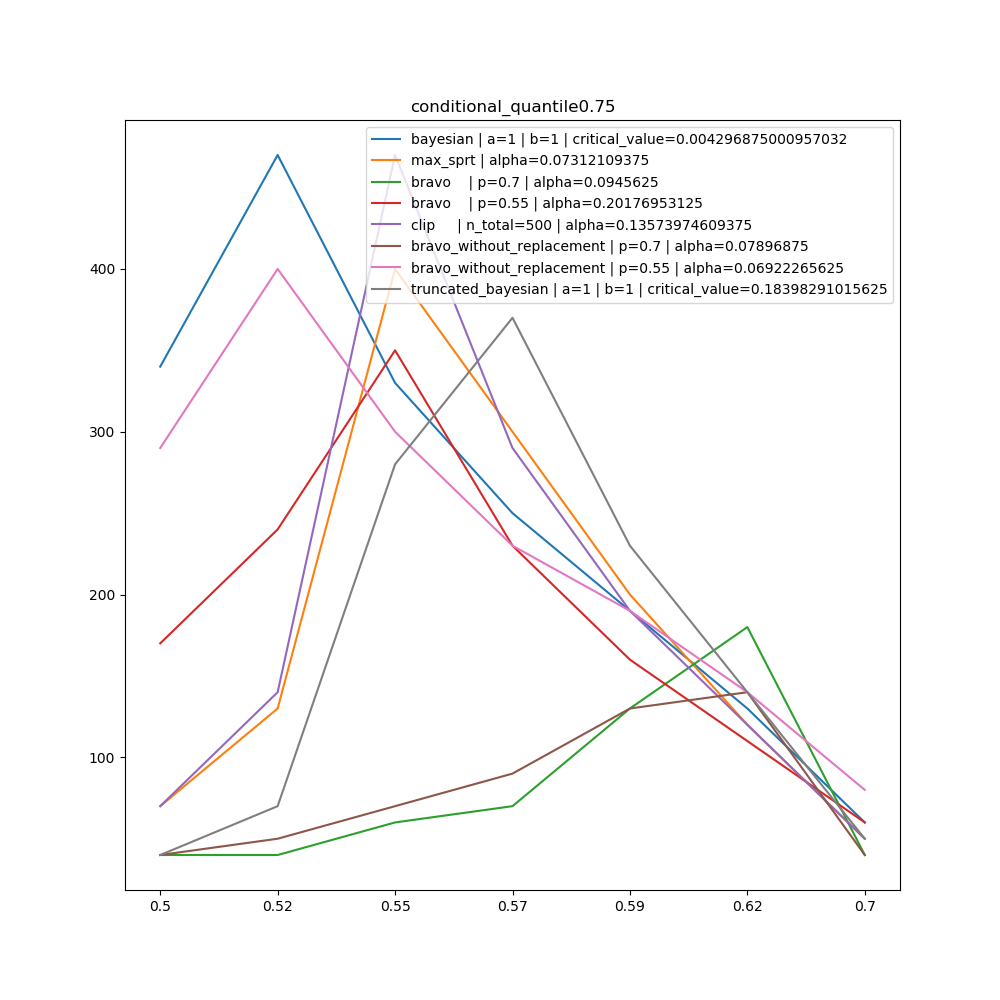 conditional_quantile0.75
bayesian | a=1 | b=1 | critical_value=0.004296875000957032
max_sprt | alpha=0.07312109375
bravo    | p=0.7 | alpha=0.0945625
bravo    | p=0.55 | alpha=0.20176953125
clip     | n_total=500 | alpha=0.13573974609375
bravo_without_replacement | p=0.7 | alpha=0.07896875
bravo_without_replacement | p=0.55 | alpha=0.06922265625
truncated_bayesian | a=1 | b=1 | critical_value=0.18398291015625
400
300
200
100
0.5 0.52 0.55 0.57 0.59 0.62 0.7